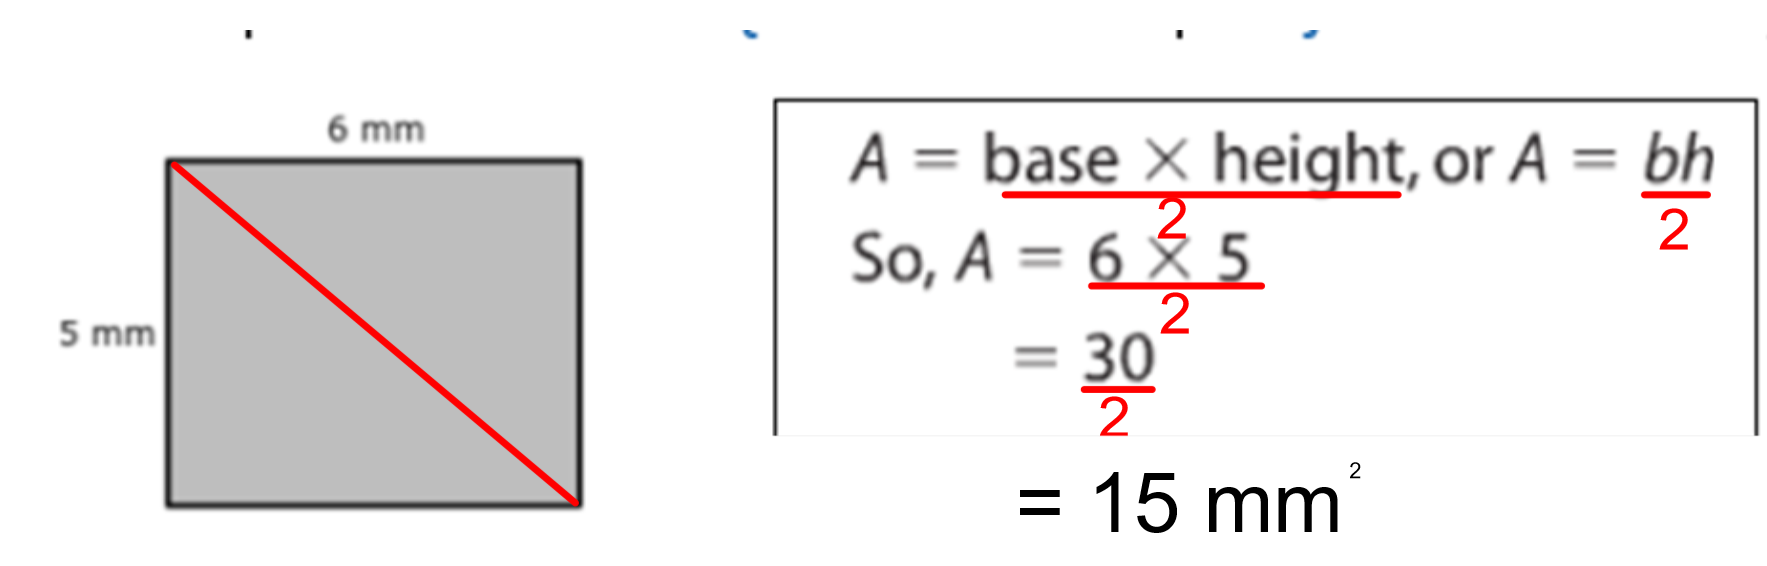 6 mm
5 mm
A = base × height, or A = bh
2
2
So, A = 6 × 5
2
= 30
2
= 15 mm²